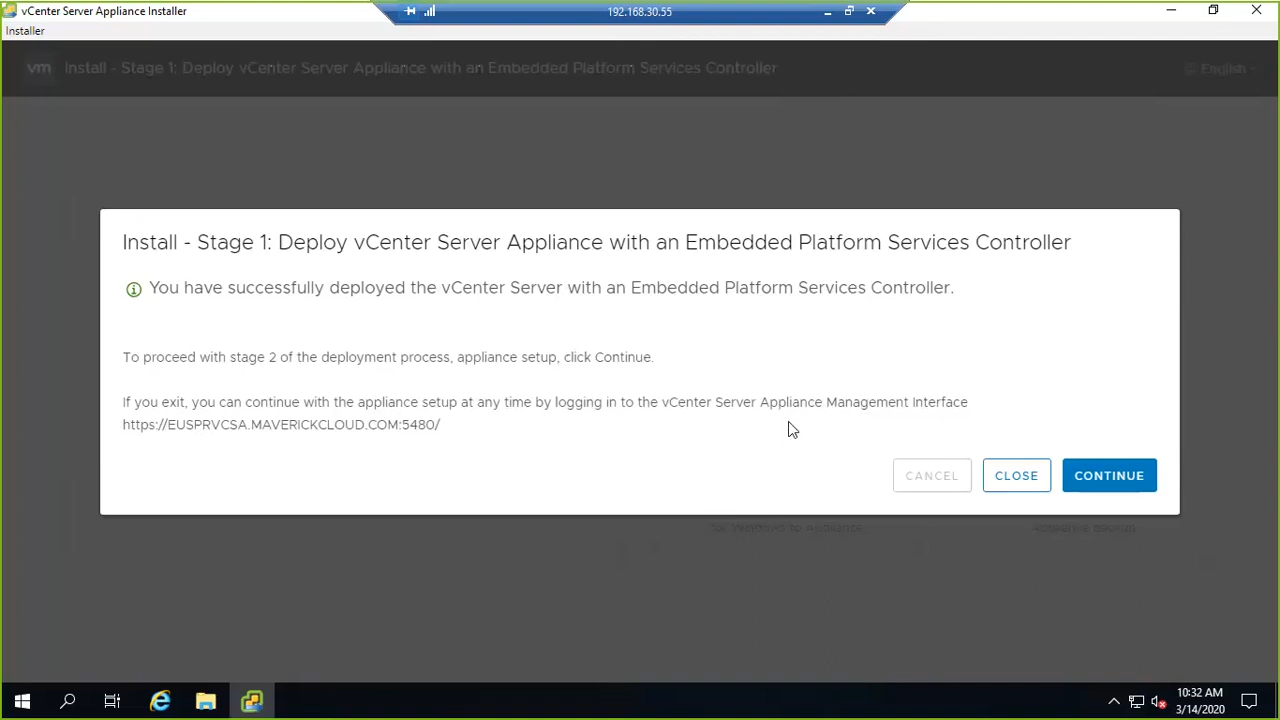 vCenter Server Appliance Installer
192.168.30.55
Installer
vm Install - Stage 1: Deploy vCenter Server Appliance with an Embedded Platform Services Controller
English
Install - Stage 1: Deploy vCenter Server Appliance with an Embedded Platform Services Controller
You have successfully deployed the vCenter Server with an Embedded Platform Services Controller.
To proceed with stage 2 of the deployment process, appliance setup, click Continue.
If you exit, you can continue with the appliance setup at any time by logging in to the vCenter Server Appliance Management Interface
https://EUSPRVCSA.MAVERICKCLOUD.COM:5480/
CANCEL CLOSE CONTINUE
10:32 AM
3/14/2020